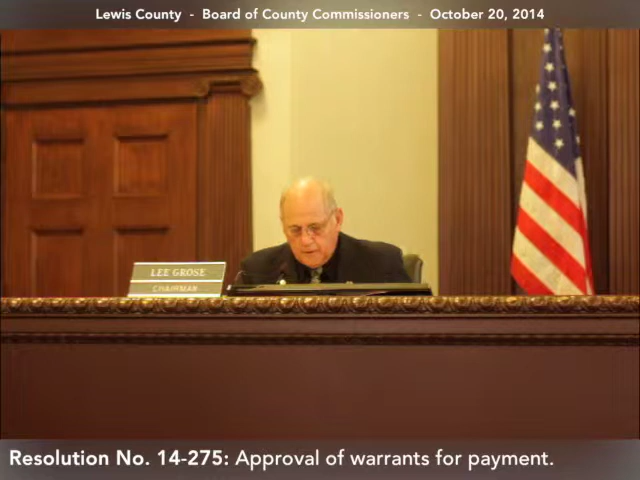 Lewis County - Board of County Commissioners - October 20, 2014
LEE GROSE
CHAIRMAN
Resolution No. 14-275: Approval of warrants for payment.